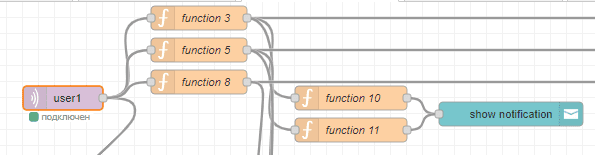 function 3
function 5
function 8
user1
подключен
function 10
function 11
show notification